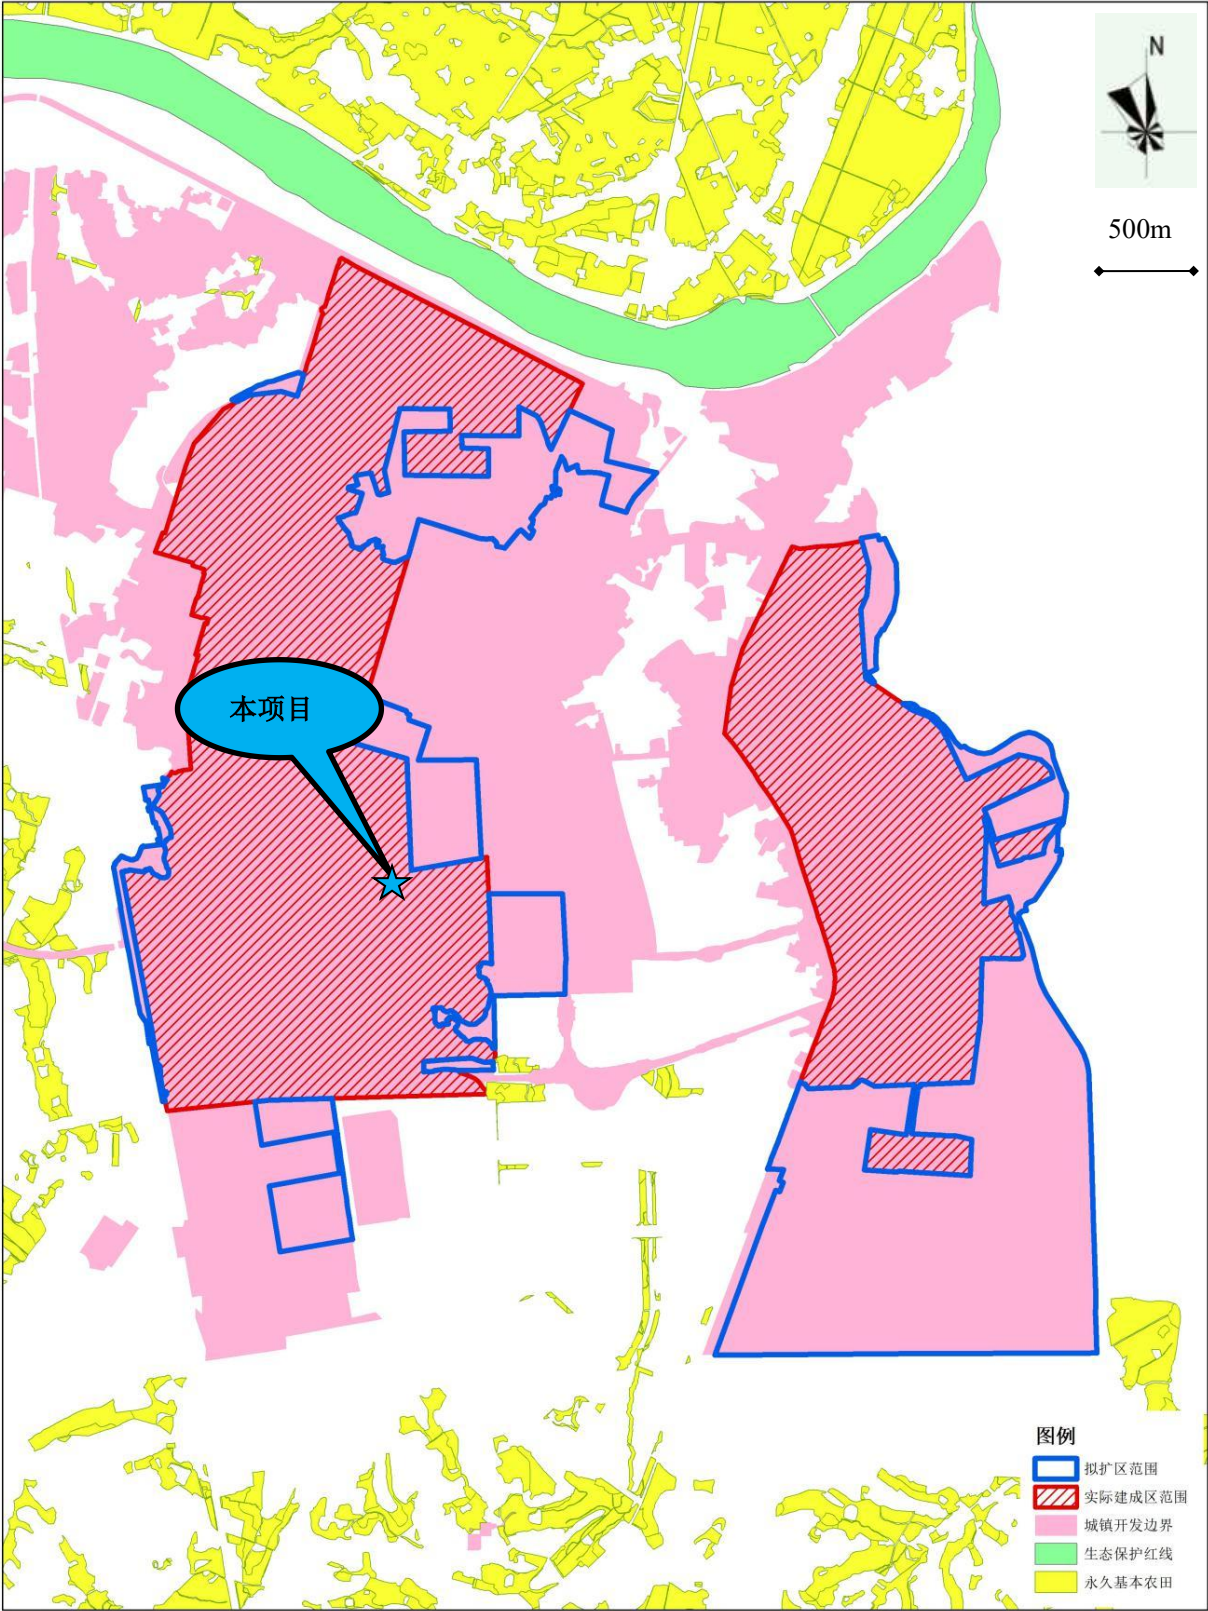 N
500m
本项目
图例
拟扩区范围
实际建成区范围
城镇开发边界
生态保护红线
永久基本农田